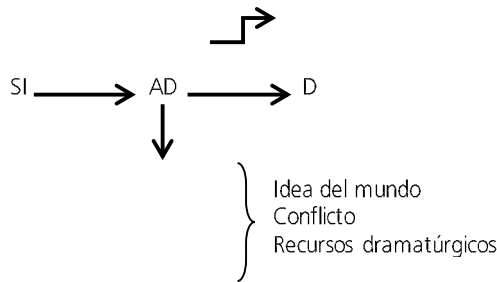 SI AD D
Idea del mundo
Conflicto
Recursos dramatúrgicos